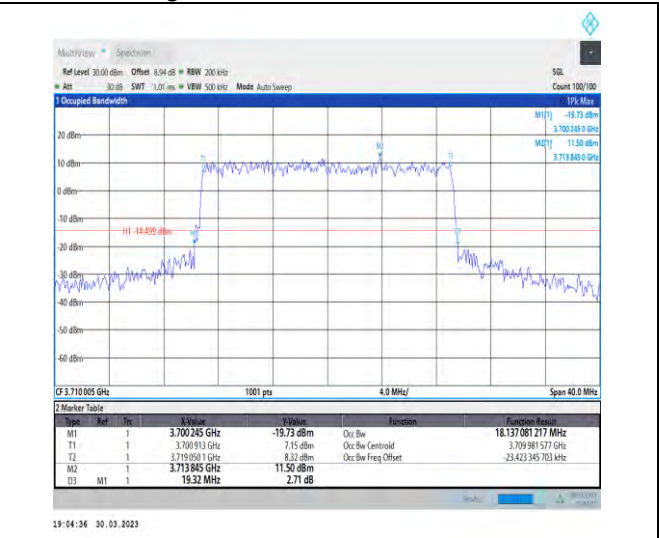 MultiView Spectrum
Ref Level 30.00 dBm Offset 8.94 dB RBW 200 kHz SGL
Att 30 dB SWT 1.01 ms VBW 500 kHz Mode Auto Sweep Count 100/100
1 Occupied Bandwidth 1Pk Max
M1[1] -19.73 dBm
3.700 245 0 GHz
20 dBm M2[1] 11.50 dBm
3.713 845 0 GHz
M2
T1
10 dBm
0 dBm
-10 dBm
H1 -14.499 dBm
-20 dBm
-30 dBm
-40 dBm
-50 dBm
-60 dBm
CF 3.710 005 GHz 1001 pts 4.0 MHz/ Span 40.0 MHz
2 Marker Table
Type Ref Trc X-Value Y-Value Function Function Result
M1 1 3.700 245 GHz -19.73 dBm Occ Bw 18.137 081 217 MHz
T1 1 3.700 913 GHz 7.15 dBm Occ Bw Centroid 3.709 981 577 GHz
T2 1 3.719 050 1 GHz 8.32 dBm Occ Bw Freq Offset -23.423 345 703 kHz
M2 1 3.713 845 GHz 11.50 dBm
D3 M1 1 19.32 MHz 2.71 dB
19:04:36 30.03.2023